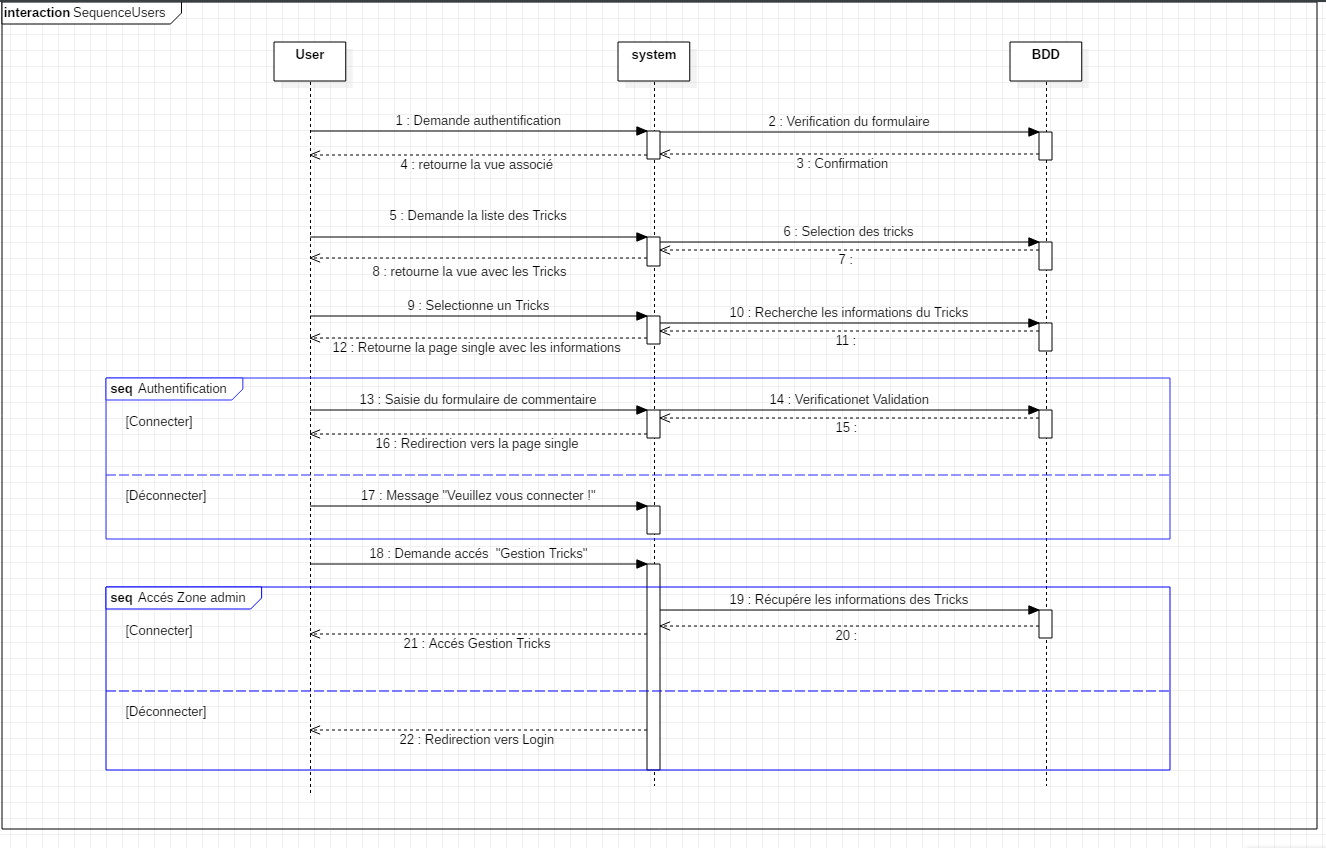 interaction SequenceUsers
User
system
BDD
1 : Demande authentification
2 : Verification du formulaire
3 : Confirmation
4 : retourne la vue associé
5 : Demande la liste des Tricks
6 : Selection des tricks
7 :
8 : retourne la vue avec les Tricks
9 : Selectionne un Tricks
10 : Recherche les informations du Tricks
11 :
12 : Retourne la page single avec les informations
seq Authentification
13 : Saisie du formulaire de commentaire
14 : Verificationet Validation
[Connecter]
15 :
16 : Redirection vers la page single
[Déconnecter]
17 : Message "Veuillez vous connecter !"
18 : Demande accés  "Gestion Tricks"
seq Accés Zone admin
19 : Récupére les informations des Tricks
[Connecter]
20 :
21 : Accés Gestion Tricks
[Déconnecter]
22 : Redirection vers Login